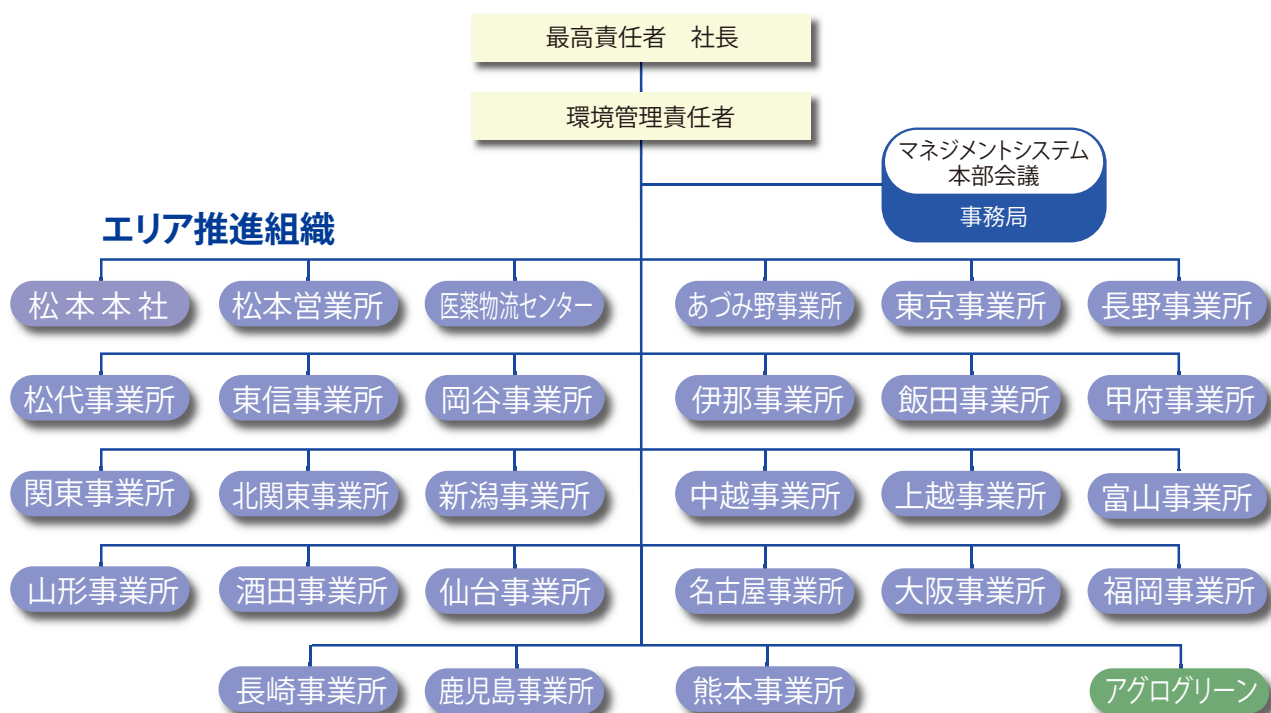 最高責任者　社長
環境管理責任者
マネジメントシステム
本部会議
事務局
エリア推進組織
松本本社
松本営業所
医薬物流センター
あづみ野事業所
東京事業所
長野事業所
松代事業所
東信事業所
岡谷事業所
伊那事業所
飯田事業所
甲府事業所
関東事業所
北関東事業所
新潟事業所
中越事業所
上越事業所
富山事業所
山形事業所
酒田事業所
仙台事業所
名古屋事業所
大阪事業所
福岡事業所
長崎事業所
鹿児島事業所
熊本事業所
アグログリーン